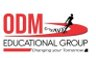 ODM
EDUCATIONAL GROUP
Changing your Tomorrow